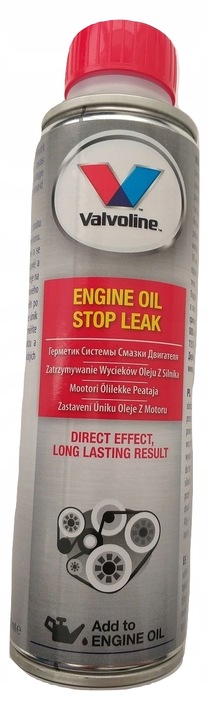 Valvoline™
ENGINE OIL
STOP LEAK
Герметик Системы Смазки Двигателя
Zatrzymywanie Wycieków Oleju Z Silnika
Mootori Õlilekke Peataja
Zastavení Úniku Oleje Z Motoru
DIRECT EFFECT,
LONG LASTING RESULT
Add to
ENGINE OIL